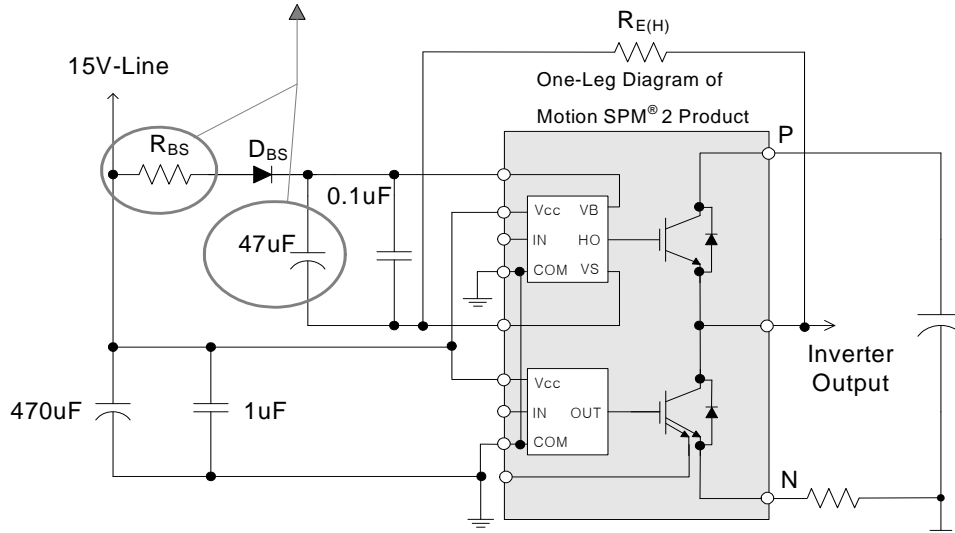 R_E(H)
15V-Line
One-Leg Diagram of
Motion SPM® 2 Product
P
R_BS
D_BS
0.1uF
Vcc VB
IN HO
COM VS
47uF
Inverter
Output
Vcc
IN OUT
COM
470uF
1uF
N